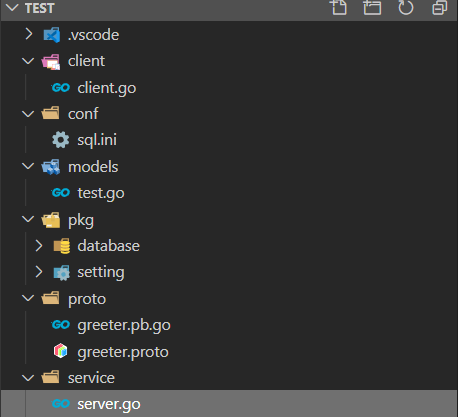 TEST
.vscode
client
GO client.go
conf
sql.ini
models
GO test.go
pkg
database
setting
proto
GO greeter.pb.go
greeter.proto
service
GO server.go